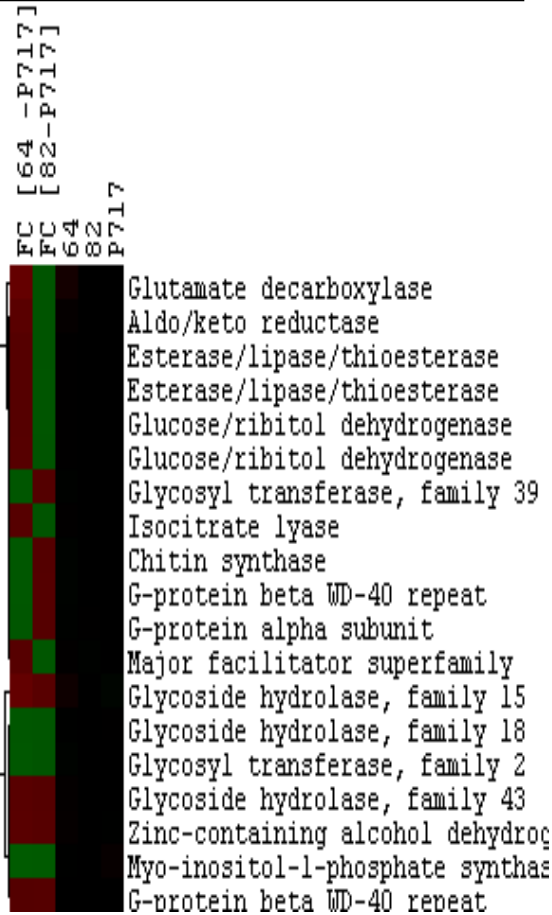 FC [64 -P717]
FC [82-P717]
64
82
P717
Glutamate decarboxylase
Aldo/keto reductase
Esterase/lipase/thioesterase
Esterase/lipase/thioesterase
Glucose/ribitol dehydrogenase
Glucose/ribitol dehydrogenase
Glycosyl transferase, family 39
Isocitrate lyase
Chitin synthase
G-protein beta WD-40 repeat
G-protein alpha subunit
Major facilitator superfamily
Glycoside hydrolase, family 15
Glycoside hydrolase, family 18
Glycosyl transferase, family 2
Glycoside hydrolase, family 43
Zinc-containing alcohol dehydrog
Myo-inositol-1-phosphate synthas
G-protein beta WD-40 repeat